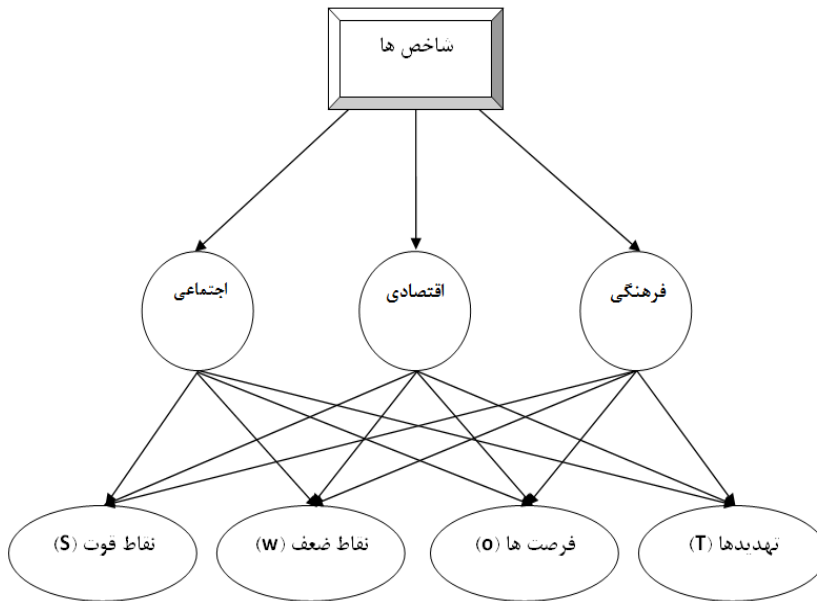 شاخص ها
فرهنگی
اقتصادی
اجتماعی
تهدیدها (T)
فرصت ها (o)
نقاط ضعف (w)
نقاط قوت (S)